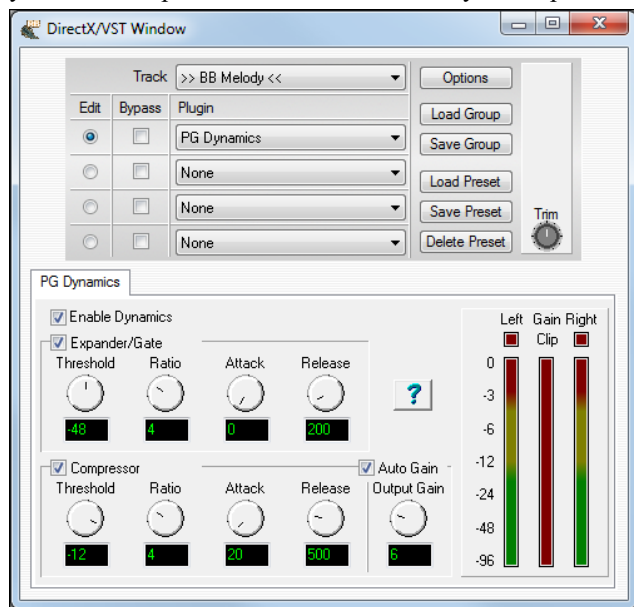 DirectX/VST Window
Track >> BB Melody << Options
Edit Bypass Plugin
Load Group
PG Dynamics
Save Group
None
Load Preset
None
Save Preset
Trim
None
Delete Preset
PG Dynamics
Enable Dynamics
Left Gain Right
Expander/Gate
Clip
Threshold Ratio Attack Release
0
-3
?
-48 4 0 200
-6
-12
Compressor Auto Gain
Threshold Ratio Attack Release Output Gain
-24
-48
-12 4 20 500 6
-96